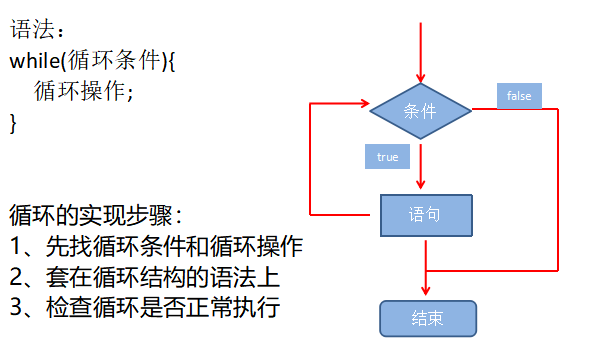 语法：
while(循环条件){
循环操作;
}
循环的实现步骤：
1、先找循环条件和循环操作
2、套在循环结构的语法上
3、检查循环是否正常执行
条件
false
true
语句
结束